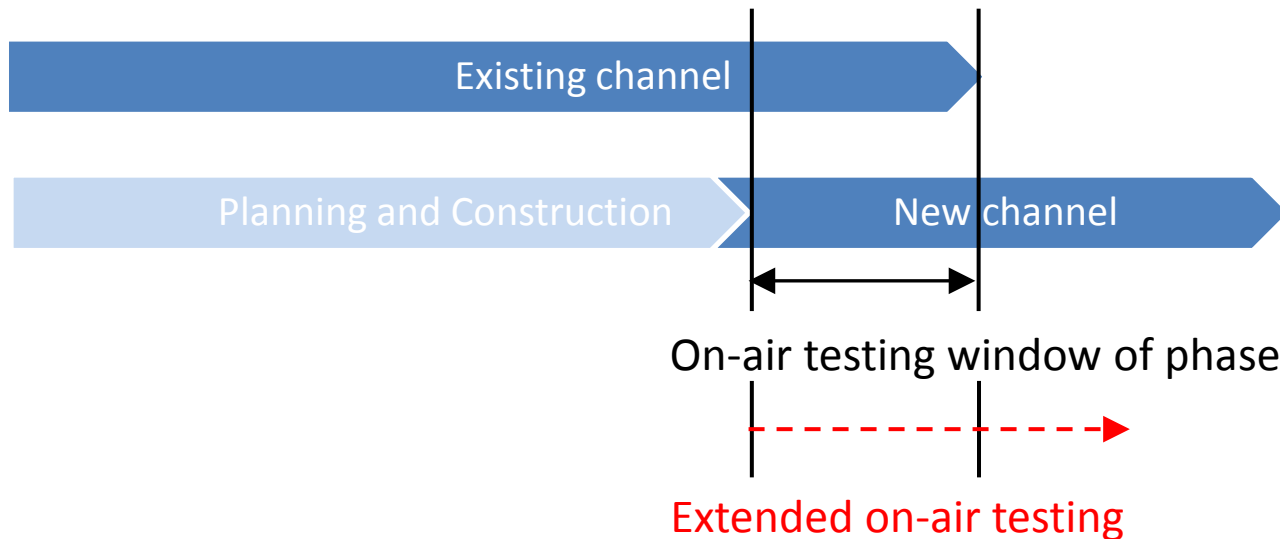 Existing channel
Planning and Construction
New channel
On-air testing window of phase
Extended on-air testing